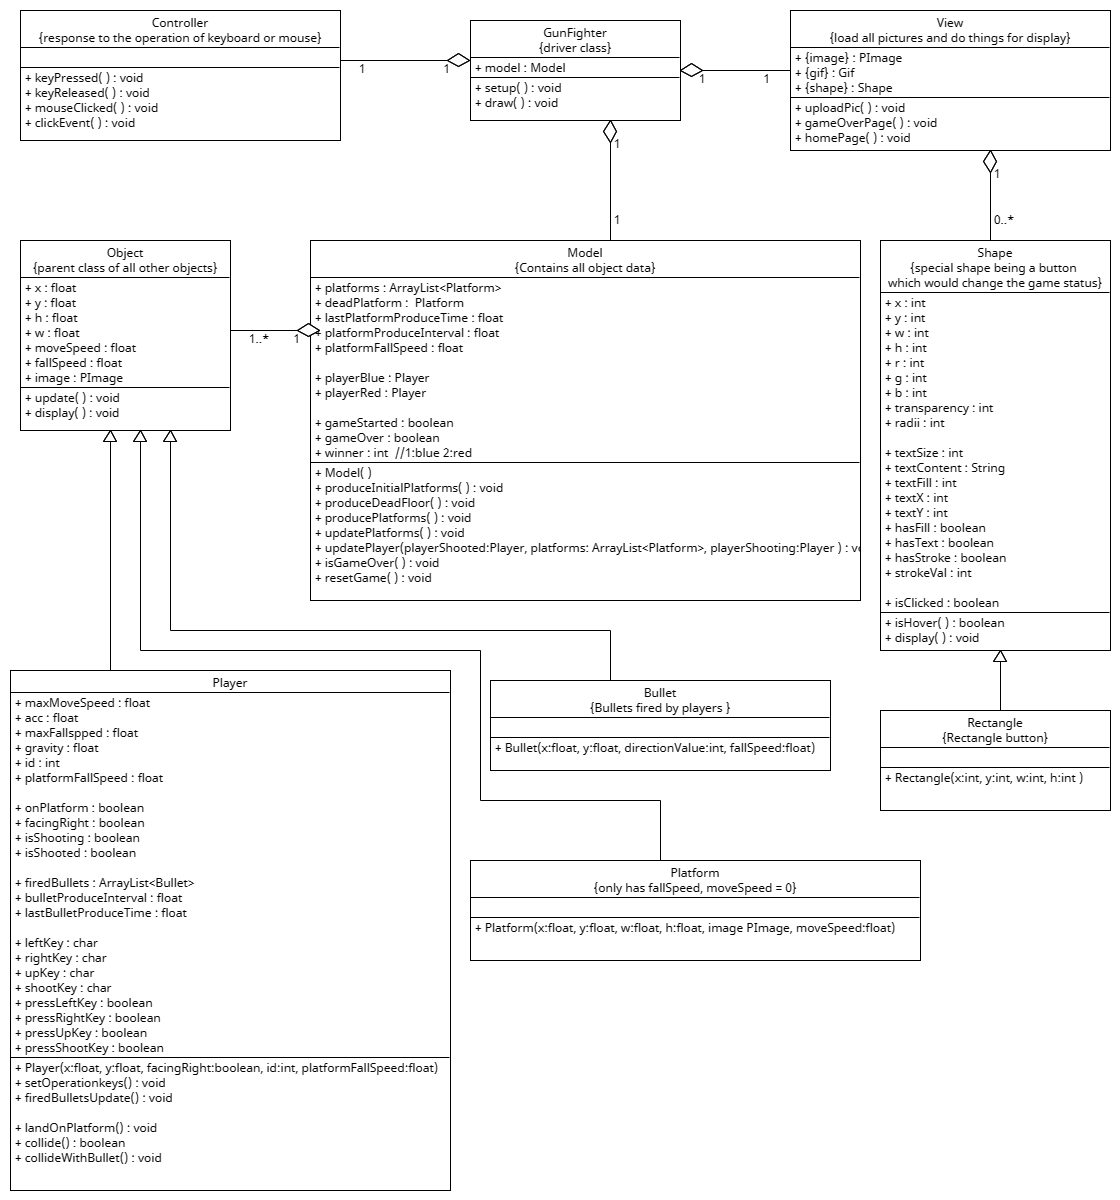 Controller
{response to the operation of keyboard or mouse}
+ keyPressed( ) : void
+ keyReleased( ) : void
+ mouseClicked( ) : void
+ clickEvent( ) : void
1
1
GunFighter
{driver class}
+ model : Model
+ setup( ) : void
+ draw( ) : void
1
1
View
{load all pictures and do things for display}
+ {image} : PImage
+ {gif} : Gif
+ {shape} : Shape
+ uploadPic( ) : void
+ gameOverPage( ) : void
+ homePage( ) : void
1
1
1
0..*
Object
{parent class of all other objects}
+ x : float
+ y : float
+ h : float
+ w : float
+ moveSpeed : float
+ fallSpeed : float
+ image : PImage
+ update( ) : void
+ display( ) : void
1..*
1
Model
{Contains all object data}
+ platforms : ArrayList<Platform>
+ deadPlatform :  Platform
+ lastPlatformProduceTime : float
+ platformProduceInterval : float
+ platformFallSpeed : float
+ playerBlue : Player
+ playerRed : Player
+ gameStarted : boolean
+ gameOver : boolean
+ winner : int  //1:blue 2:red
+ Model( )
+ produceInitialPlatforms( ) : void
+ produceDeadFloor( ) : void
+ producePlatforms( ) : void
+ updatePlatforms( ) : void
+ updatePlayer(playerShooted:Player, platforms: ArrayList<Platform>, playerShooting:Player ) :
+ isGameOver( ) : void
+ resetGame( ) : void
Shape
{special shape being a button
which would change the game status}
+ x : int
+ y : int
+ w : int
+ h : int
+ r : int
+ g : int
+ b : int
+ transparency : int
+ radii : int
+ textSize : int
+ textContent : String
+ textFill : int
+ textX : int
+ textY : int
+ hasFill : boolean
+ hasText : boolean
+ hasStroke : boolean
+ strokeVal : int
+ isClicked : boolean
+ isHover( ) : boolean
+ display( ) : void
Player
+ maxMoveSpeed : float
+ acc : float
+ maxFallspped : float
+ gravity : float
+ id : int
+ platformFallSpeed : float
+ onPlatform : boolean
+ facingRight : boolean
+ isShooting : boolean
+ isShooted : boolean
+ firedBullets : ArrayList<Bullet>
+ bulletProduceInterval : float
+ lastBulletProduceTime : float
+ leftKey : char
+ rightKey : char
+ upKey : char
+ shootKey : char
+ pressLeftKey : boolean
+ pressRightKey : boolean
+ pressUpKey : boolean
+ pressShootKey : boolean
+ Player(x:float, y:float, facingRight:boolean, id:int, platformFallSpeed:float)
+ setOperationkeys() : void
+ firedBulletsUpdate() : void
+ landOnPlatform() : void
+ collide() : boolean
+ collideWithBullet() : void
Bullet
{Bullets fired by players }
+ Bullet(x:float, y:float, directionValue:int, fallSpeed:float)
Rectangle
{Rectangle button}
+ Rectangle(x:int, y:int, w:int, h:int )
Platform
{only has fallSpeed, moveSpeed = 0}
+ Platform(x:float, y:float, w:float, h:float, image PImage, moveSpeed:float)